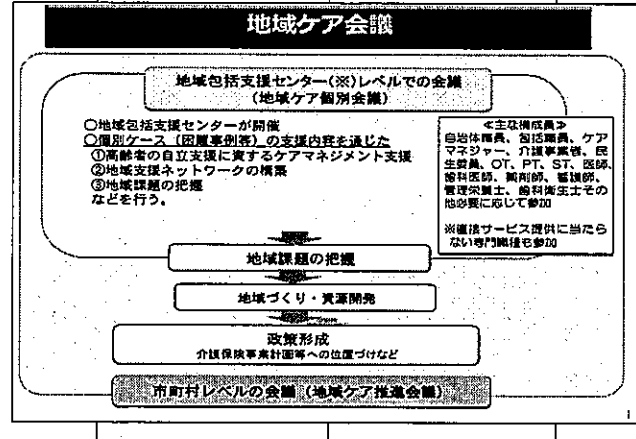 地域ケア会議
地域包括支援センター(※)レベルでの会議
(地域ケア個別会議)
○地域包括支援センターが開催
○個別ケース(困難事例等)の支援内容を通じた
①高齢者の自立支援に資するケアマネジメント支援
②地域支援ネットワークの構築
③地域課題の把握
などを行う。
≪主な構成員≫
自治体職員、包括職員、ケア
マネジャー、介護事業者、民
生委員、OT、PT、ST、医師、
歯科医師、薬剤師、看護師、
管理栄養士、歯科衛生士その
他必要に応じて参加
※直接サービス提供に当たら
ない専門職種も参加
地域課題の把握
地域づくり・資源開発
政策形成
介護保険事業計画等への位置づけなど
市町村レベルの会議(地域ケア推進会議)
1